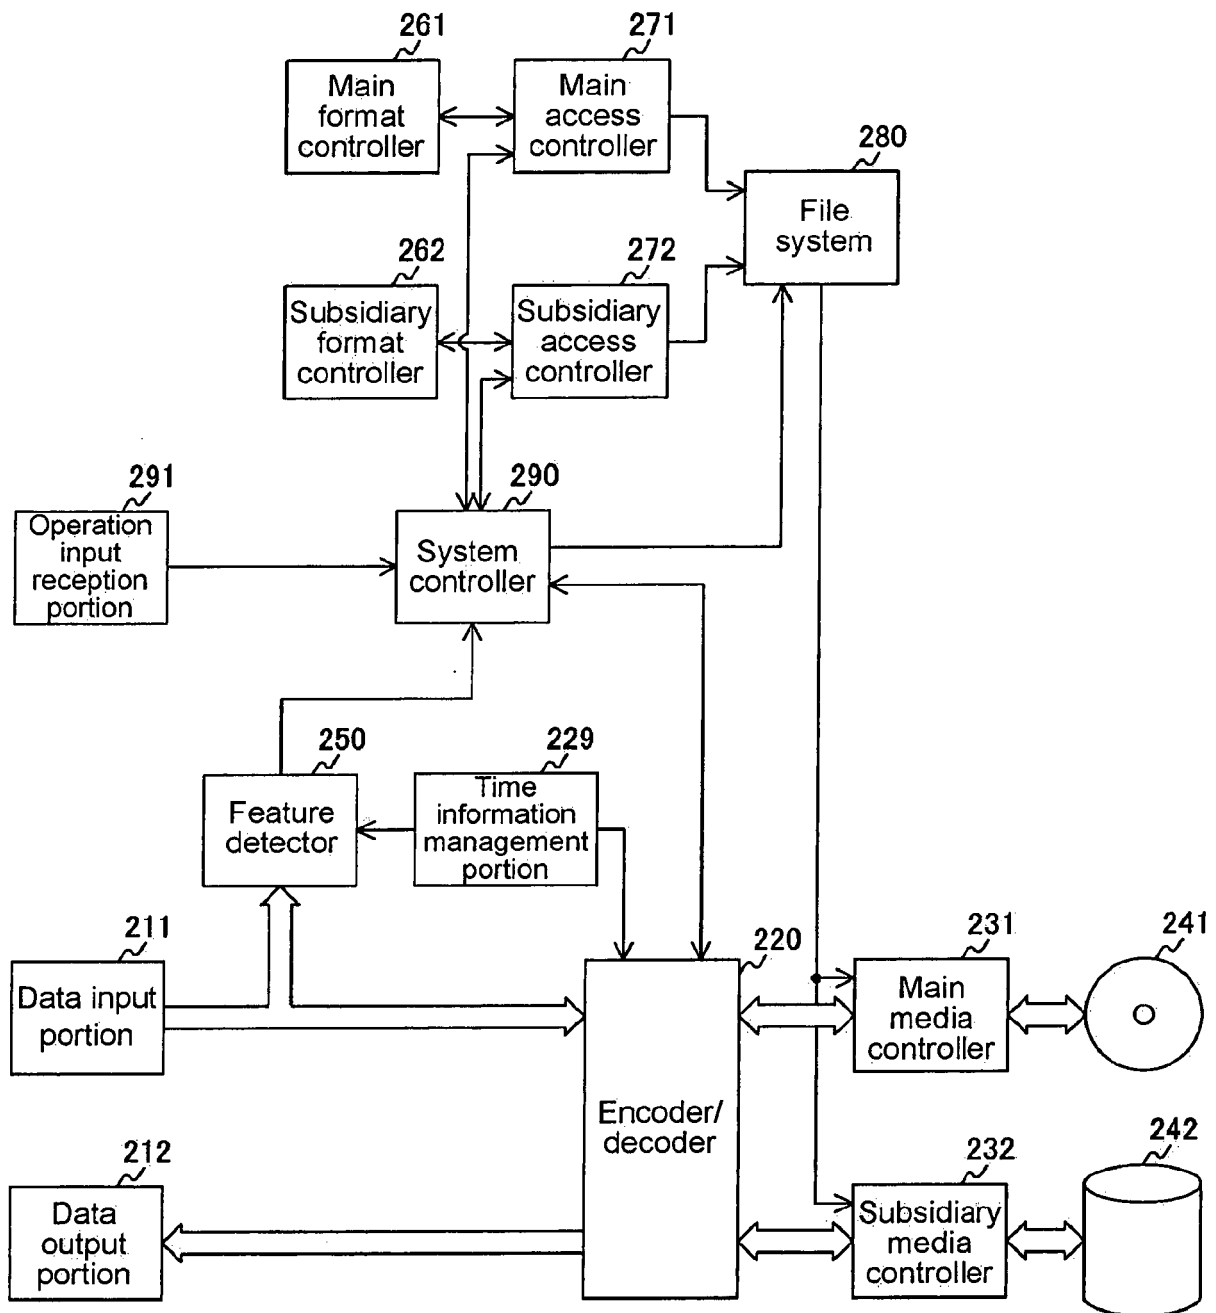 261
271
Main
format
controller
Main
access
controller
280
File
system
262
272
Subsidiary
format
controller
Subsidiary
access
controller
291
290
Operation
input
reception
portion
System
controller
250
229
Feature
detector
Time
information
management
portion
211
220
231
241
Data input
portion
Main
media
controller
Encoder/
decoder
212
232
242
Data
output
portion
Subsidiary
media
controller